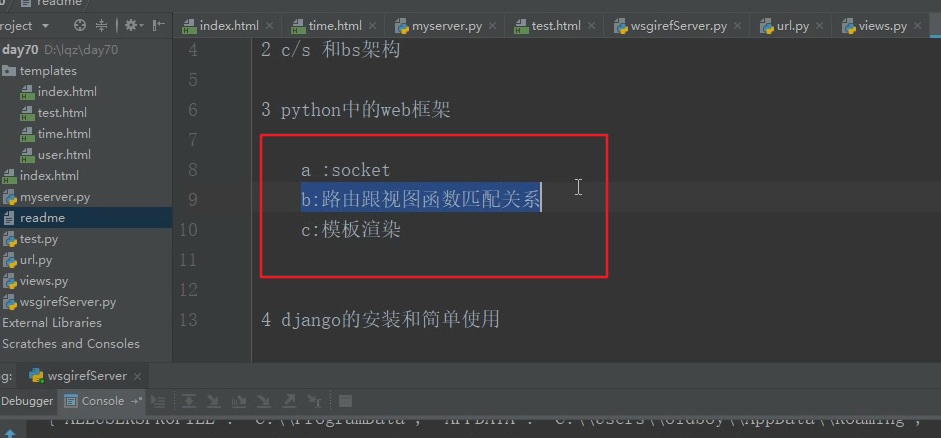 readme
roject
index.html
time.html
myserver.py
test.html
wsgirefServer.py
url.py
views.py
day70 D:\lqz\day70
templates
index.html
test.html
time.html
user.html
index.html
myserver.py
readme
test.py
url.py
views.py
wsgirefServer.py
External Libraries
Scratches and Consoles
4 2 c/s 和bs架构
5
6 3 python中的web框架
7
8 a :socket
9 b:路由跟视图函数匹配关系
10 c:模板渲染
11
12
13 4 django的安装和简单使用
g: wsgirefServer
Debugger Console